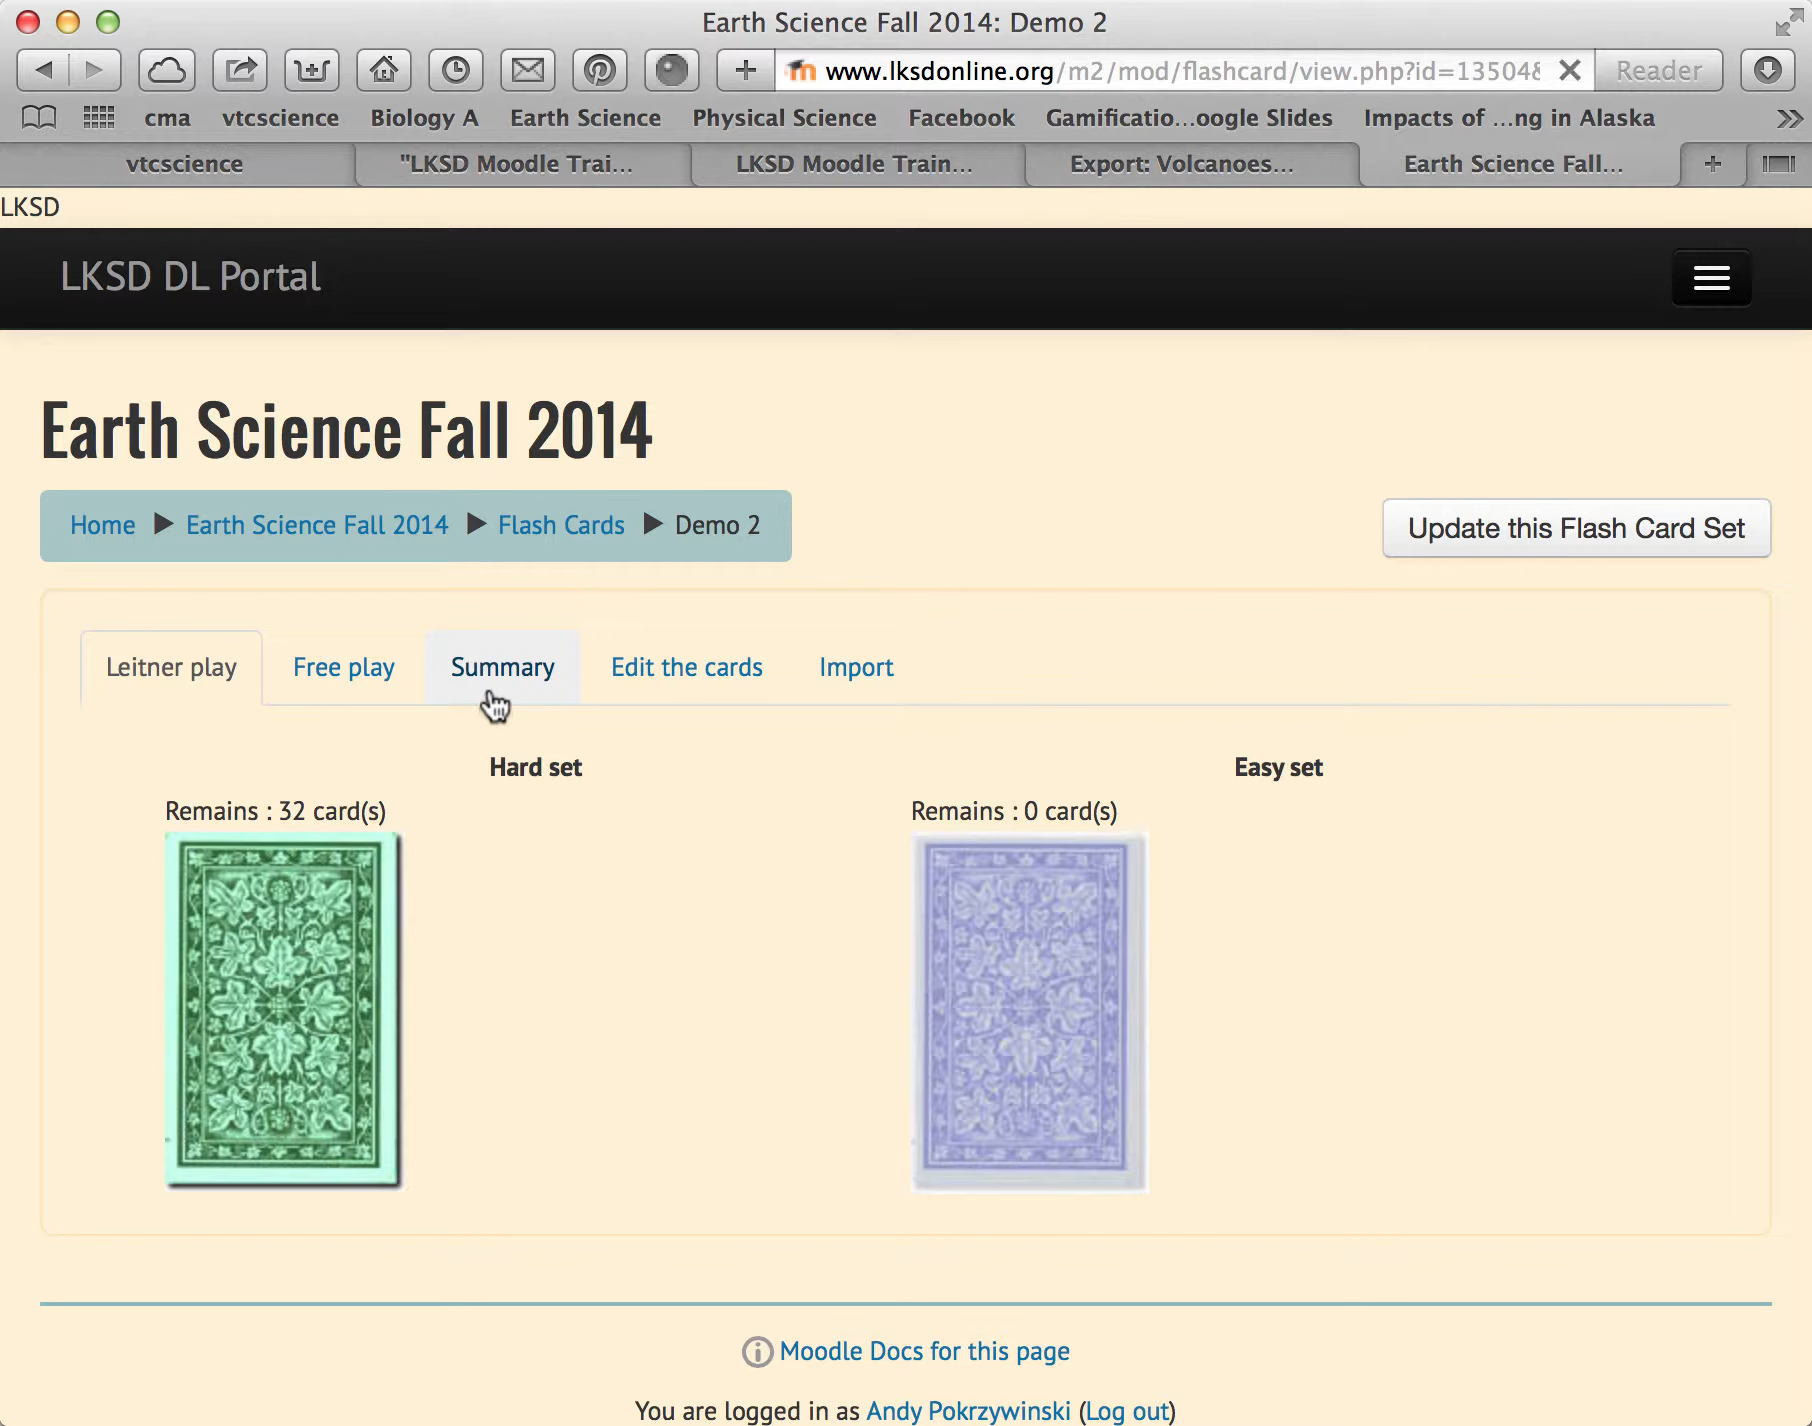 Earth Science Fall 2014: Demo 2
www.lksdonline.org/m2/mod/flashcard/view.php?id=135048
Reader
cma vtcscience Biology A Earth Science Physical Science Facebook Gamificatio...oogle Slides Impacts of ...ng in Alaska
vtcscience "LKSD Moodle Trai... LKSD Moodle Train... Export: Volcanoes... Earth Science Fall...
LKSD
LKSD DL Portal
Earth Science Fall 2014
Home Earth Science Fall 2014 Flash Cards Demo 2
Update this Flash Card Set
Leitner play Free play Summary Edit the cards Import
Hard set Easy set
Remains : 32 card(s) Remains : 0 card(s)
Moodle Docs for this page
You are logged in as Andy Pokrzywinski (Log out)